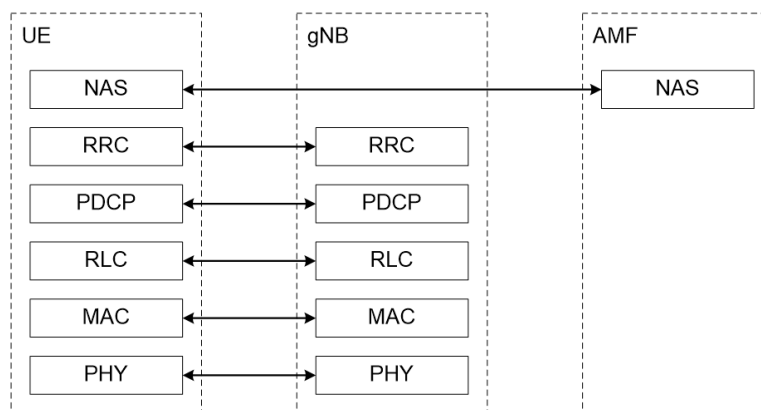 UE
gNB
AMF
NAS
NAS
RRC
RRC
PDCP
PDCP
RLC
RLC
MAC
MAC
PHY
PHY